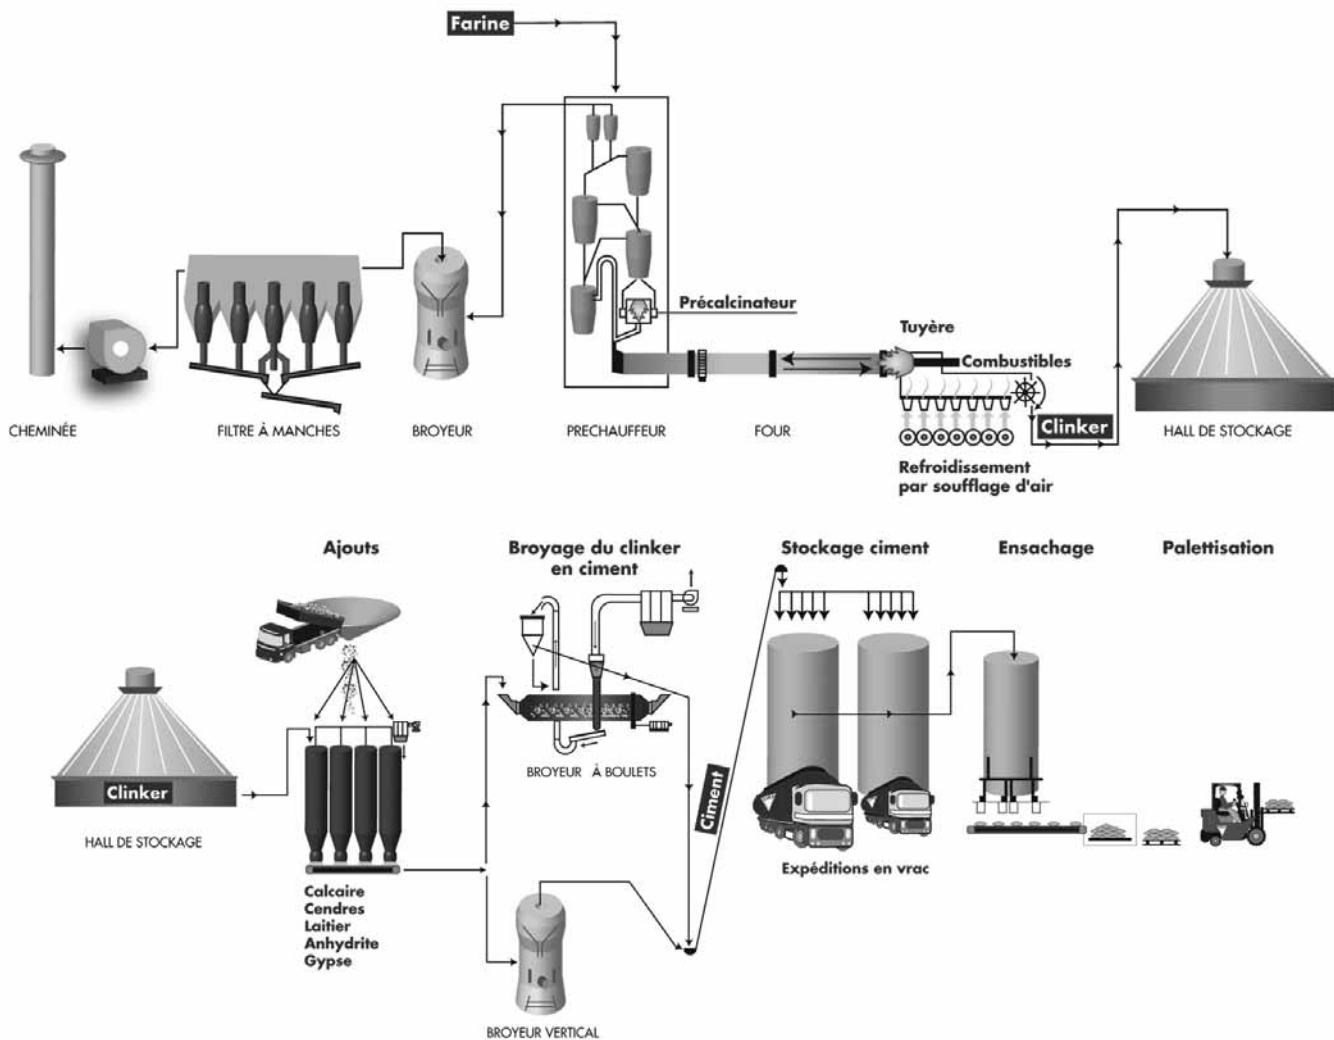 Farine
Précalcinateur
Tuyère
Combustibles
Clinker
CHEMINÉE
FILTRE À MANCHES
BROYEUR
PRECHAUFFEUR
FOUR
HALL DE STOCKAGE
Refroidissement
par soufflage d'air
Ajouts
Broyage du clinker
en ciment
Stockage ciment
Ensachage
Palettisation
Clinker
HALL DE STOCKAGE
BROYEUR À BOULETS
Ciment
Expéditions en vrac
Calcaire
Cendres
Laitier
Anhydrite
Gypse
BROYEUR VERTICAL